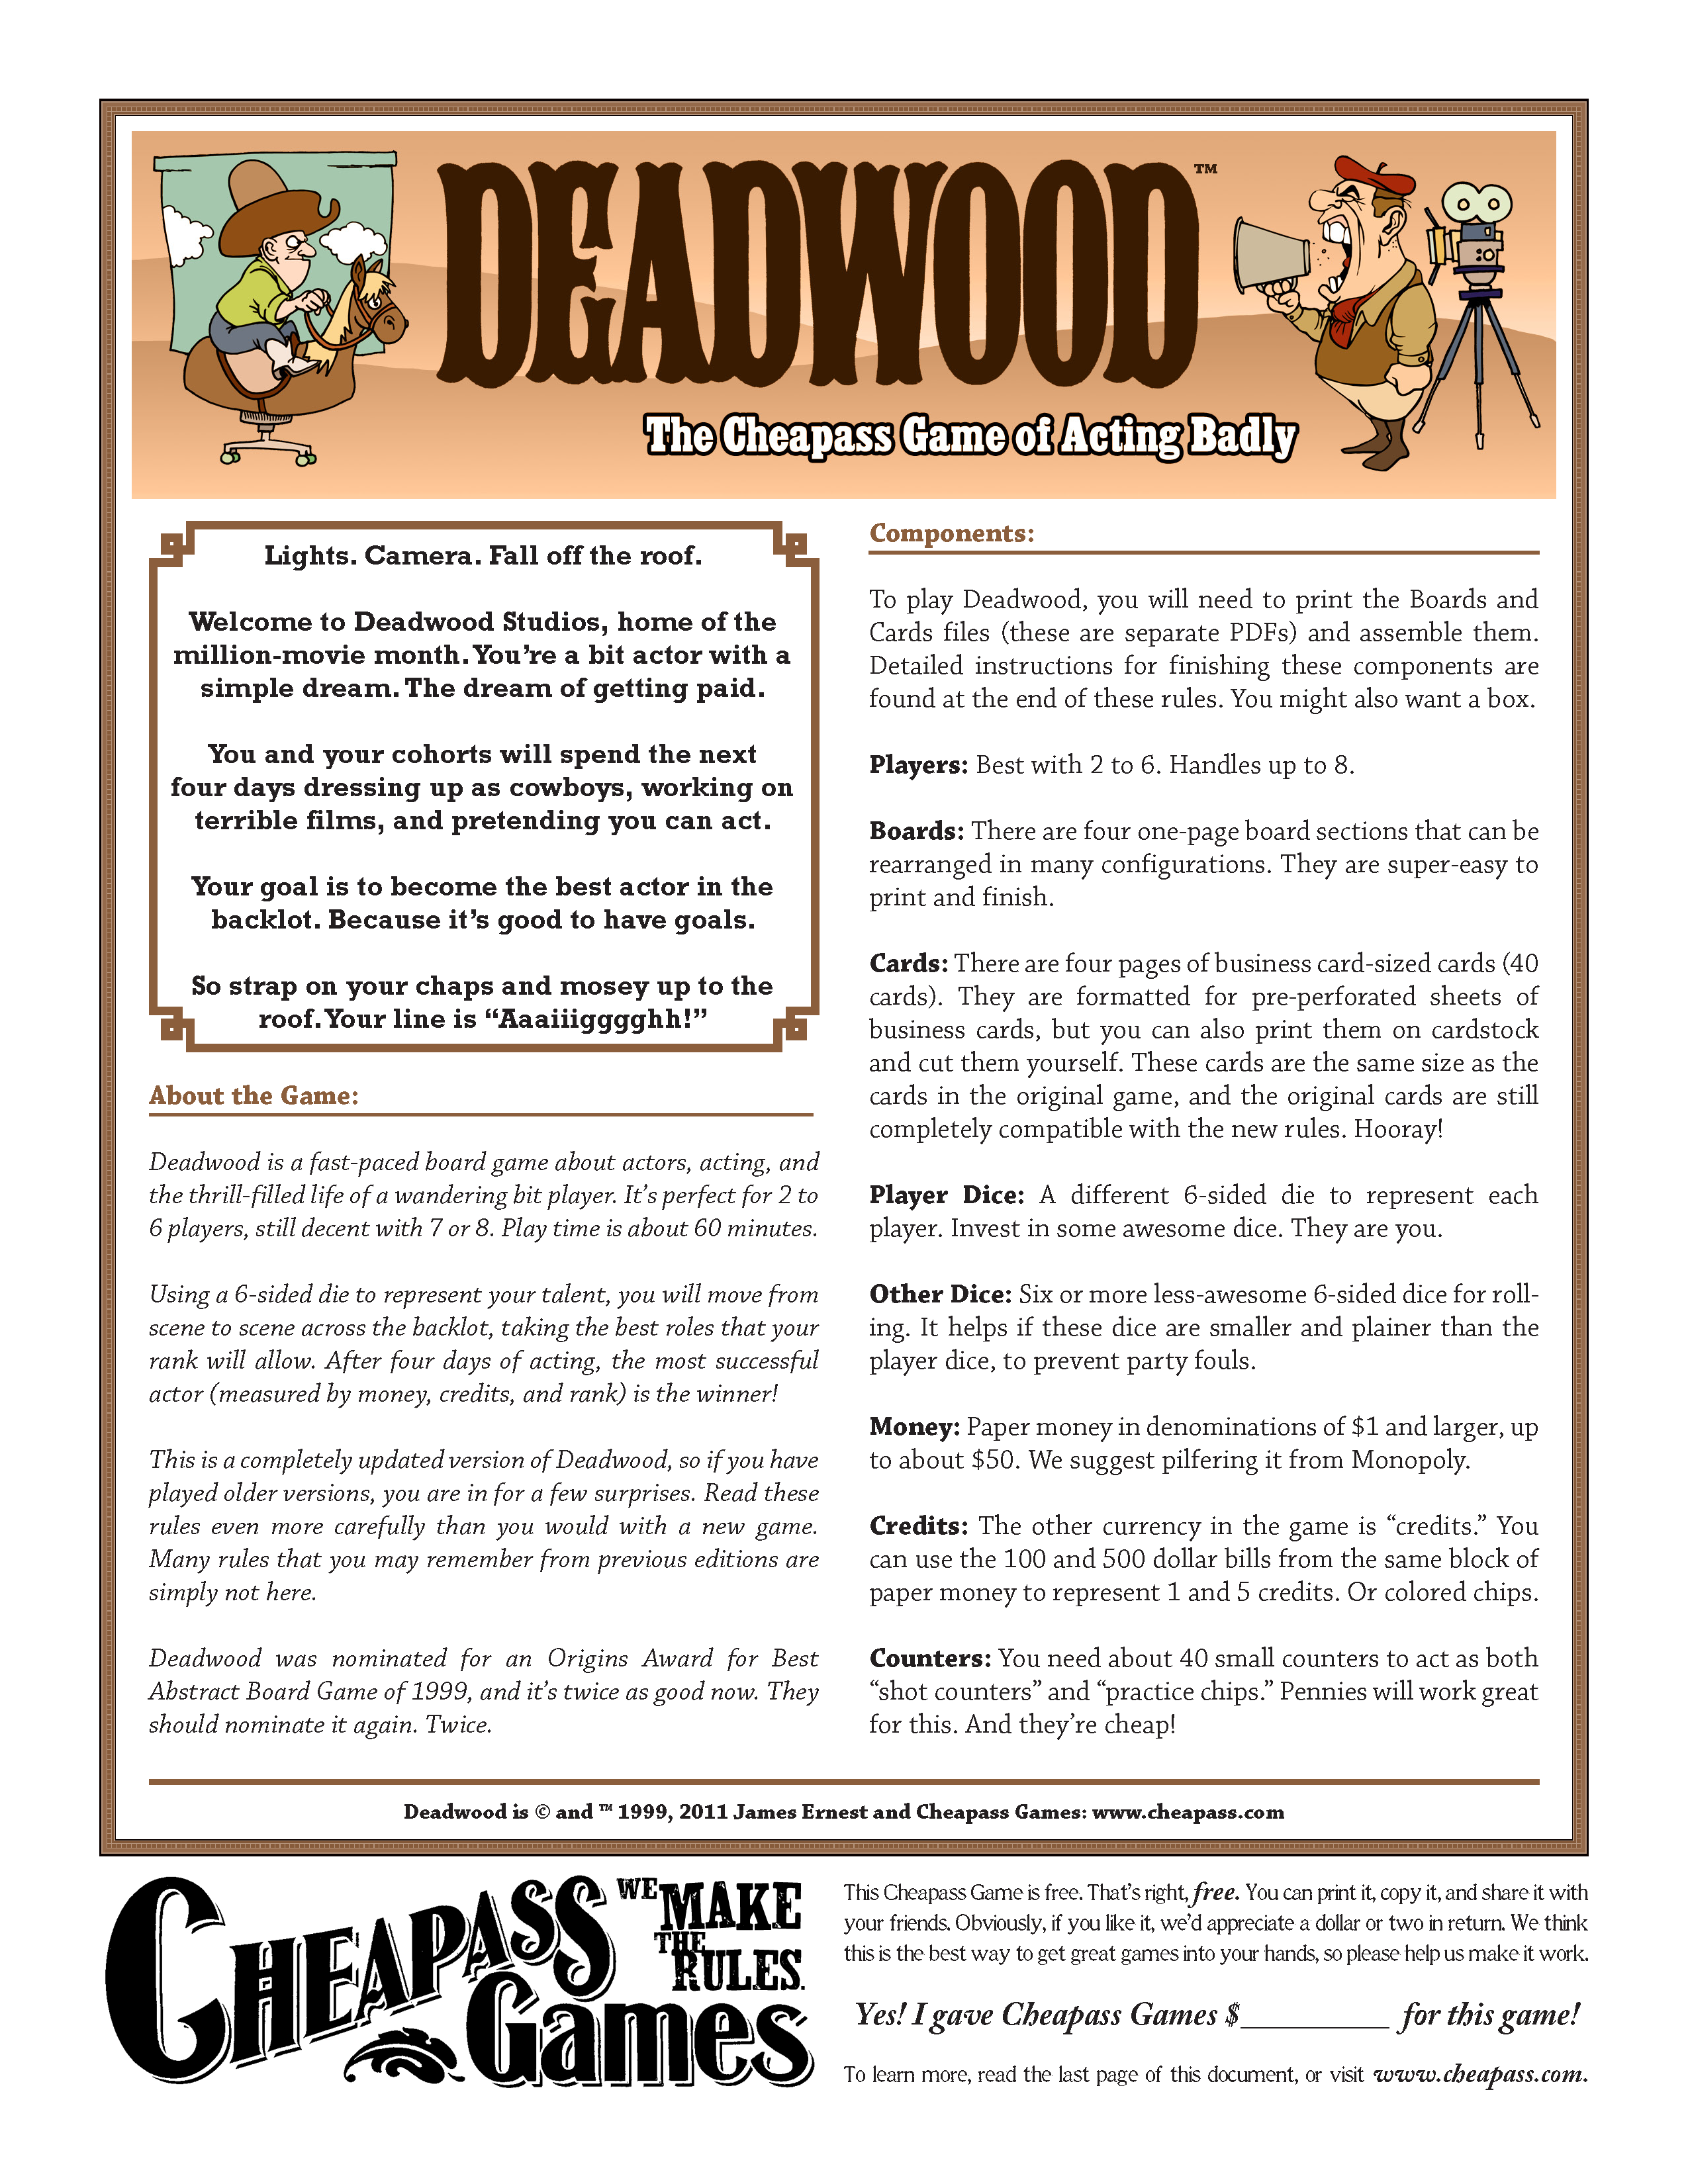 DEADWOOD™
The Cheapass Game of Acting Badly
Lights. Camera. Fall off the roof.
Welcome to Deadwood Studios, home of the
million-movie month. You're a bit actor with a
simple dream. The dream of getting paid.
You and your cohorts will spend the next
four days dressing up as cowboys, working on
terrible films, and pretending you can act.
Your goal is to become the best actor in the
backlot. Because it's good to have goals.
So strap on your chaps and mosey up to the
roof. Your line is “Aaaiiigggghh!”
About the Game:
Deadwood is a fast-paced board game about actors, acting, and
the thrill-filled life of a wandering bit player. It's perfect for 2 to
6 players, still decent with 7 or 8. Play time is about 60 minutes.
Using a 6-sided die to represent your talent, you will move from
scene to scene across the backlot, taking the best roles that your
rank will allow. After four days of acting, the most successful
actor (measured by money, credits, and rank) is the winner!
This is a completely updated version of Deadwood, so if you have
played older versions, you are in for a few surprises. Read these
rules even more carefully than you would with a new game.
Many rules that you may remember from previous editions are
simply not here.
Deadwood was nominated for an Origins Award for Best
Abstract Board Game of 1999, and it's twice as good now. They
should nominate it again. Twice.
Components:
To play Deadwood, you will need to print the Boards and
Cards files (these are separate PDFs) and assemble them.
Detailed instructions for finishing these components are
found at the end of these rules. You might also want a box.
Players: Best with 2 to 6. Handles up to 8.
Boards: There are four one-page board sections that can be
rearranged in many configurations. They are super-easy to
print and finish.
Cards: There are four pages of business card-sized cards (40
cards). They are formatted for pre-perforated sheets of
business cards, but you can also print them on cardstock
and cut them yourself. These cards are the same size as the
cards in the original game, and the original cards are still
completely compatible with the new rules. Hooray!
Player Dice: A different 6-sided die to represent each
player. Invest in some awesome dice. They are you.
Other Dice: Six or more less-awesome 6-sided dice for roll-
ing. It helps if these dice are smaller and plainer than the
player dice, to prevent party fouls.
Money: Paper money in denominations of $1 and larger, up
to about $50. We suggest pilfering it from Monopoly.
Credits: The other currency in the game is “credits.” You
can use the 100 and 500 dollar bills from the same block of
paper money to represent 1 and 5 credits. Or colored chips.
Counters: You need about 40 small counters to act as both
“shot counters” and “practice chips.” Pennies will work great
for this. And they're cheap!
Deadwood is © and ™ 1999, 2011 James Ernest and Cheapass Games: www.cheapass.com
CHEAPASS
Games
WE MAKE
THE RULES.
This Cheapass Game is free. That's right, free. You can print it, copy it, and share it with
your friends. Obviously, if you like it, we'd appreciate a dollar or two in return. We think
this is the best way to get great games into your hands, so please help us make it work.
Yes! I gave Cheapass Games $_________ for this game!
To learn more, read the last page of this document, or visit www.cheapass.com.